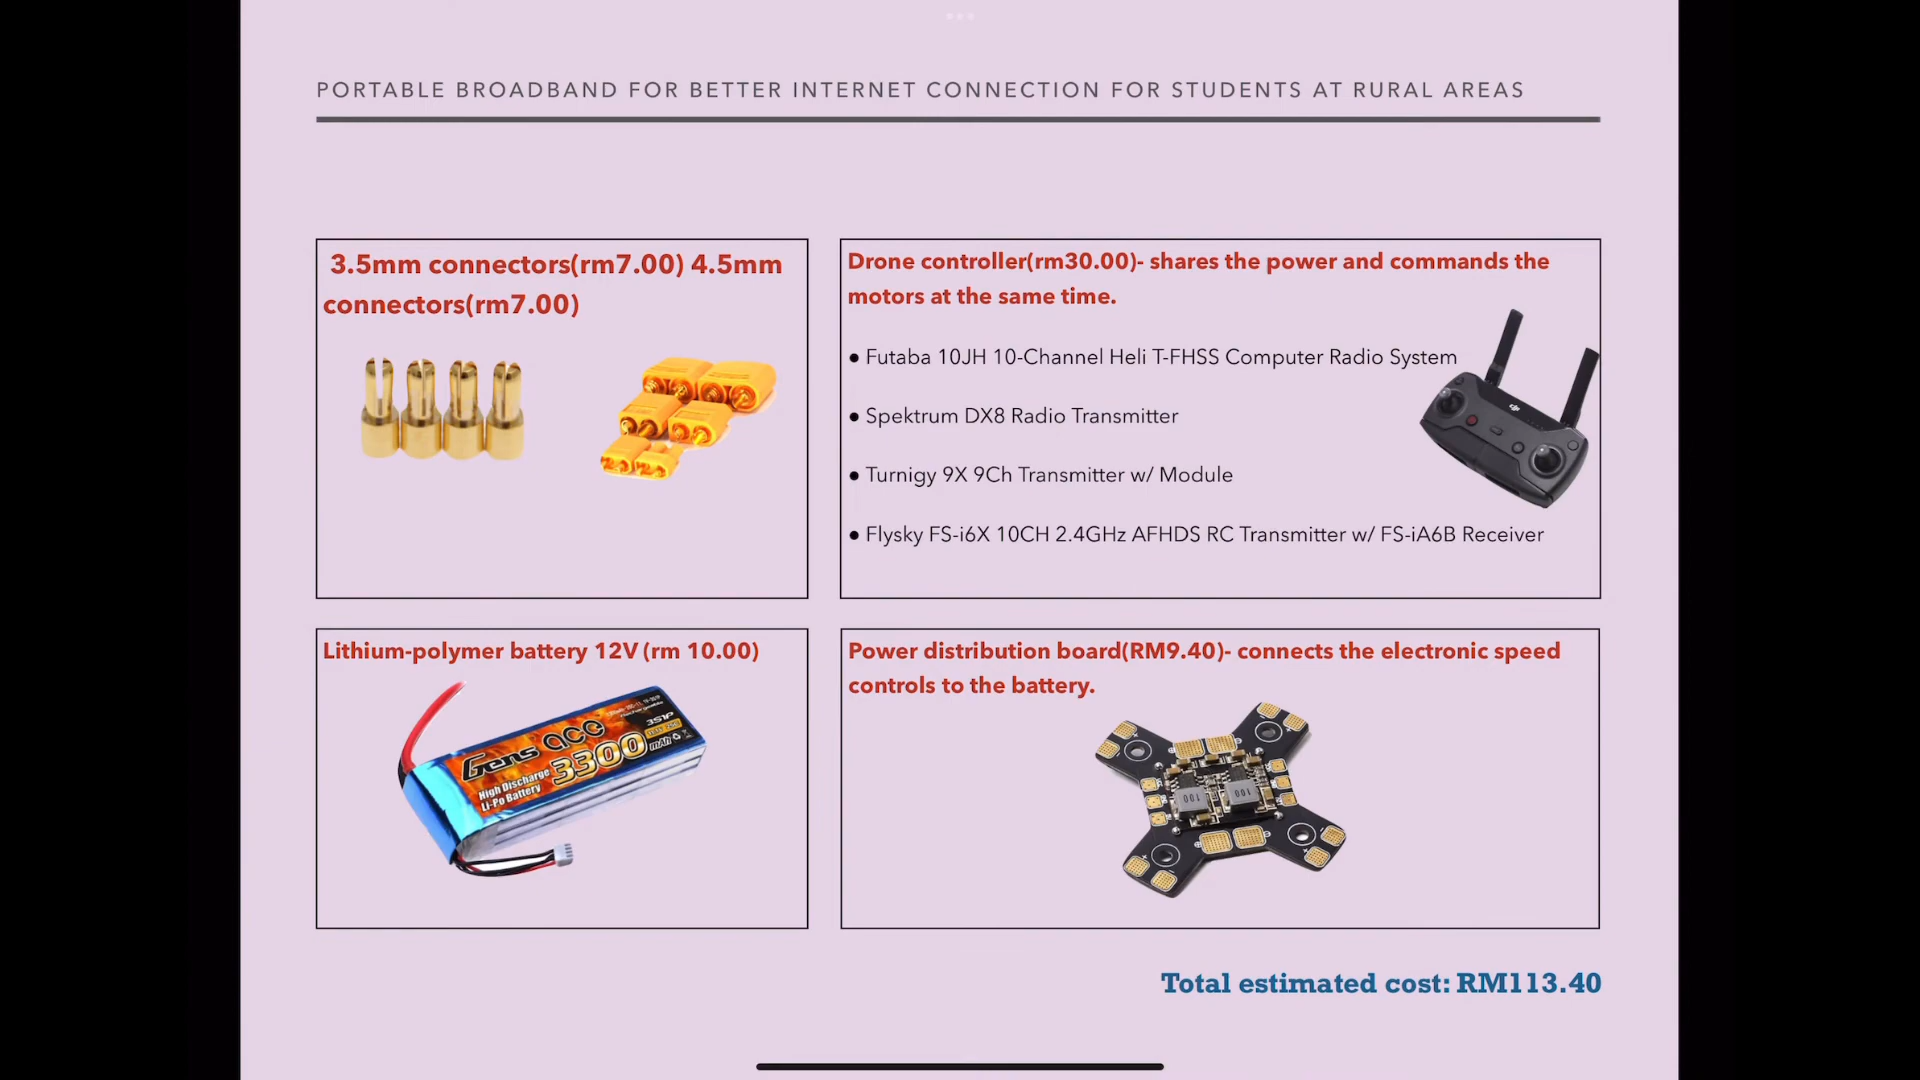 PORTABLE BROADBAND FOR BETTER INTERNET CONNECTION FOR STUDENTS AT RURAL AREAS
3.5mm connectors(rm7.00) 4.5mm
connectors(rm7.00)
Drone controller(rm30.00)- shares the power and commands the
motors at the same time.
● Futaba 10JH 10-Channel Heli T-FHSS Computer Radio System
● Spektrum DX8 Radio Transmitter
● Turnigy 9X 9Ch Transmitter w/ Module
● Flysky FS-i6X 10CH 2.4GHz AFHDS RC Transmitter w/ FS-iA6B Receiver
Lithium-polymer battery 12V (rm 10.00)
Gens ace
3300 mAh
High Discharge
Li-Po Battery
Rechargeable
3S1P
Power distribution board(RM9.40)- connects the electronic speed
controls to the battery.
100
100
Total estimated cost: RM113.40